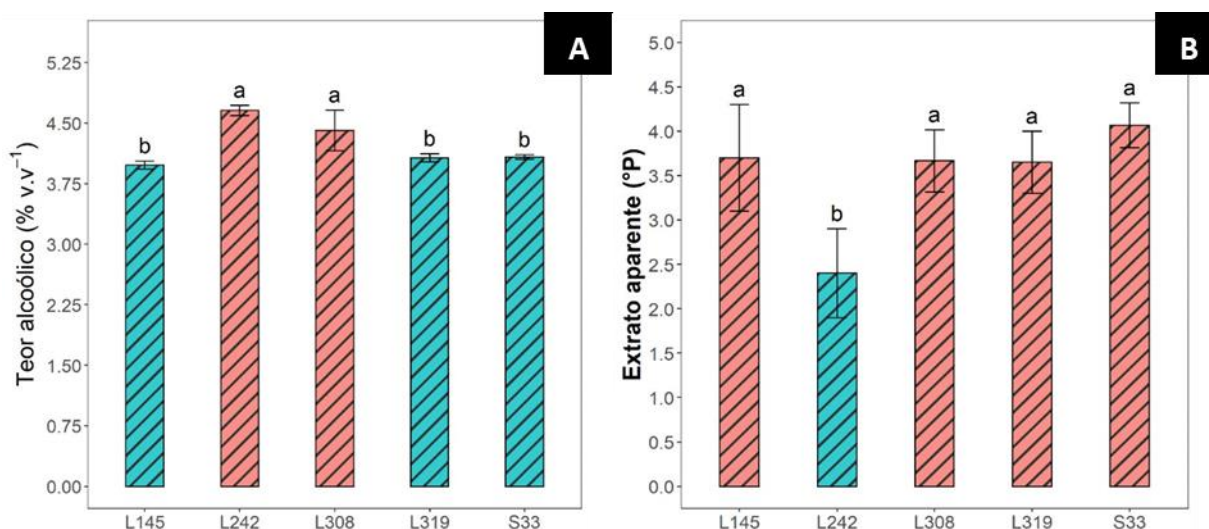 A
Teor alcoólico (% v.v⁻¹)
5.25
4.50
3.75
3.00
2.25
1.50
0.75
0.00
b
a
a
b
b
L145 L242 L308 L319 S33
B
Extrato aparente (°P)
5.0
4.5
4.0
3.5
3.0
2.5
2.0
1.5
1.0
0.5
0.0
a
b
a
a
a
L145 L242 L308 L319 S33